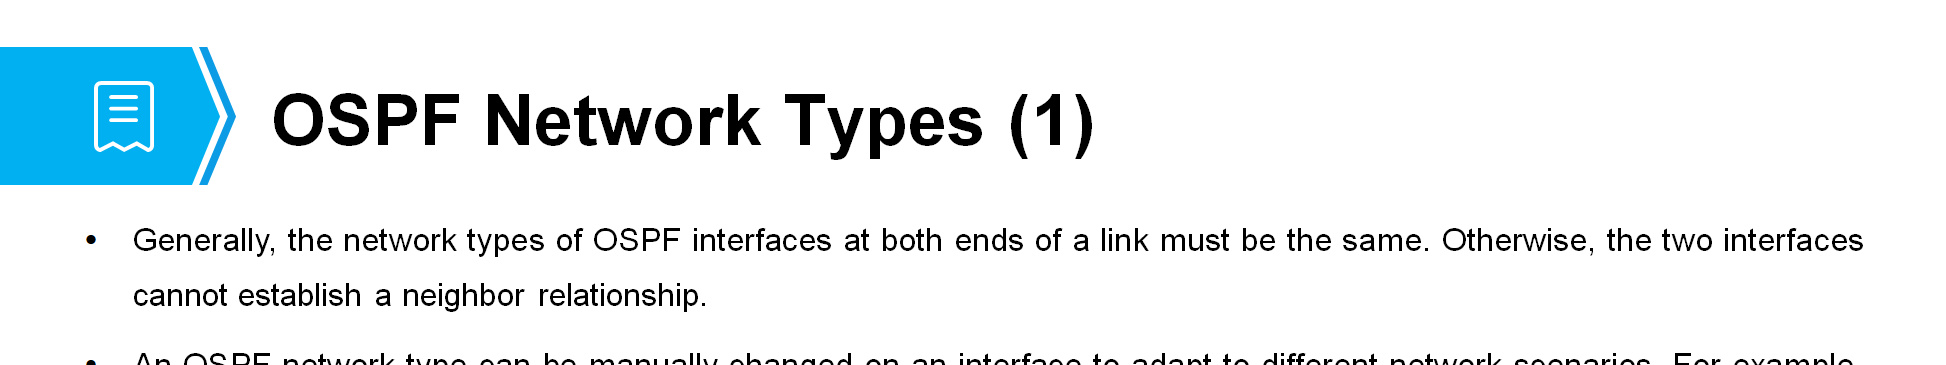 OSPF Network Types (1)
• Generally, the network types of OSPF interfaces at both ends of a link must be the same. Otherwise, the two interfaces
cannot establish a neighbor relationship.
• An OSPF network type can be manually changed on an interface to adapt to different network scenarios. For example,